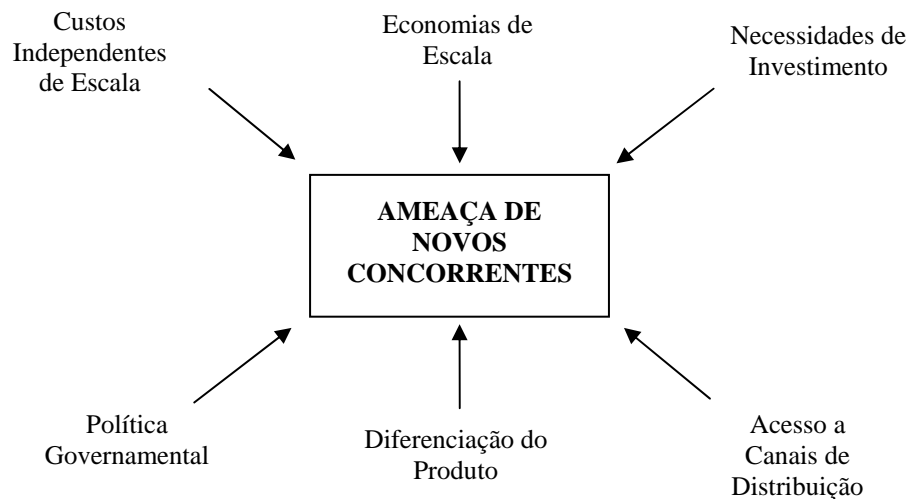 Custos
Independentes
de Escala
Economias de
Escala
Necessidades de
Investimento
AMEAÇA DE
NOVOS
CONCORRENTES
Política
Governamental
Diferenciação do
Produto
Acesso a
Canais de
Distribuição